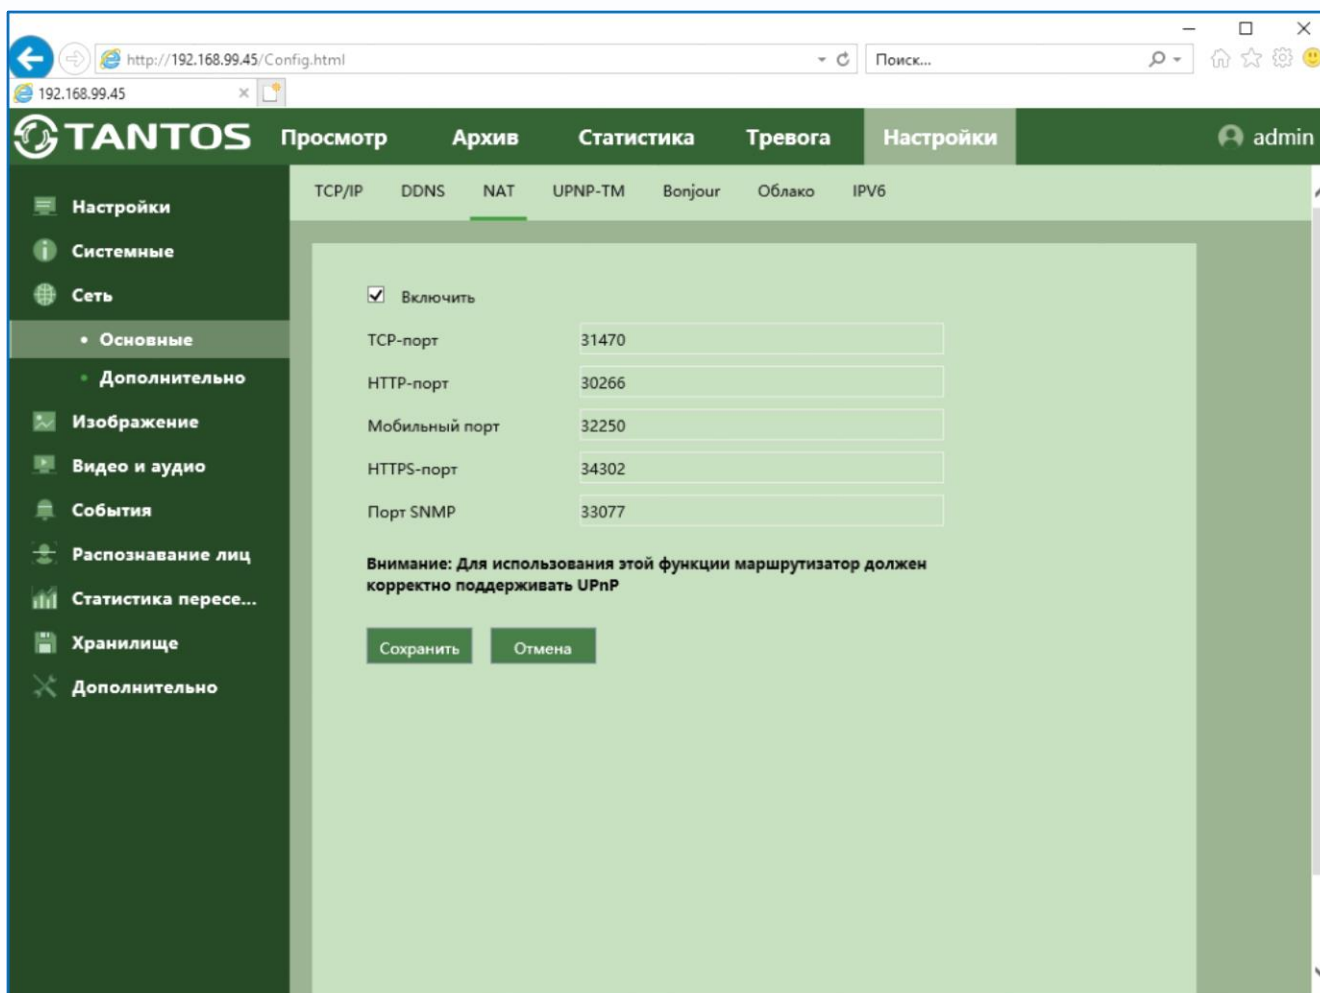 http://192.168.99.45/Config.html
Поиск...
192.168.99.45
TANTOS Просмотр Архив Статистика Тревога Настройки admin
TCP/IP DDNS NAT UPNP-TM Bonjour Облако IPV6
Настройки
Системные
Сеть
• Основные
• Дополнительно
Изображение
Видео и аудио
События
Распознавание лиц
Статистика пересе...
Хранилище
Дополнительно
Включить
TCP-порт 31470
HTTP-порт 30266
Мобильный порт 32250
HTTPS-порт 34302
Порт SNMP 33077
Внимание: Для использования этой функции маршрутизатор должен
корректно поддерживать UPnP
Сохранить Отмена